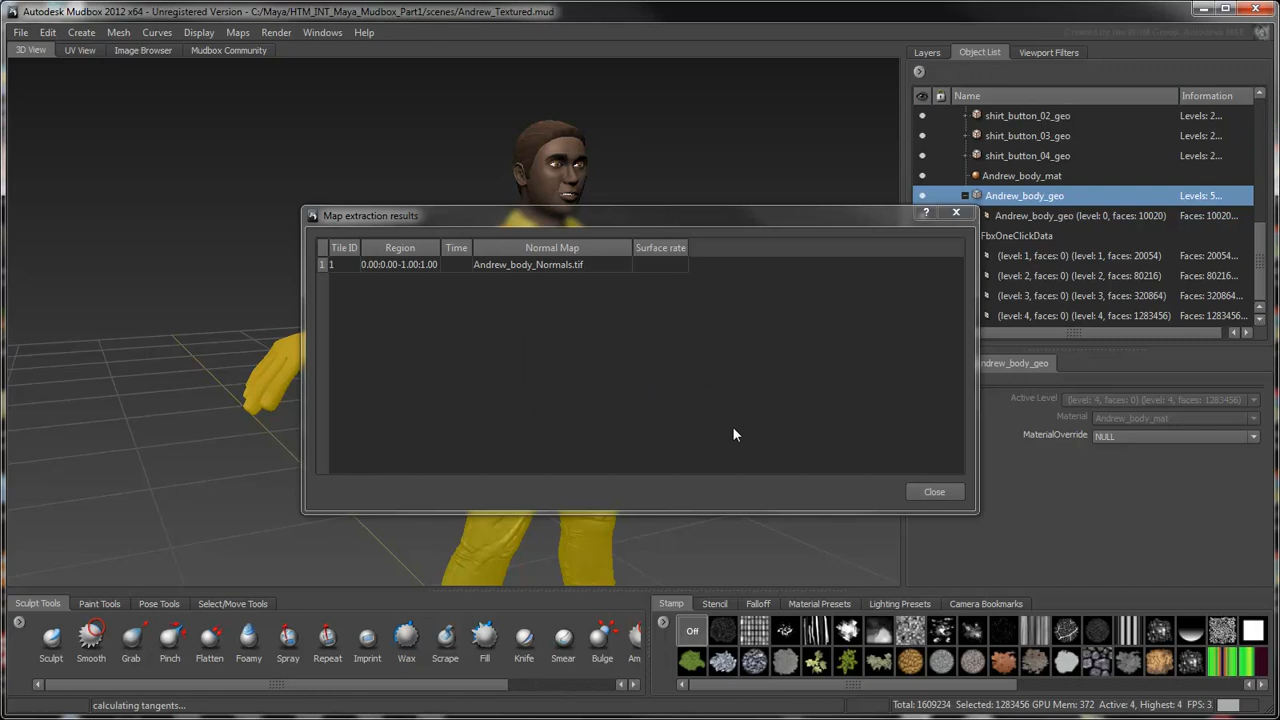 Autodesk Mudbox 2012 x64 - Unregistered Version - C:/Maya/HTM_INT_Maya_Mudbox_Part1/scenes/Andrew_Textured.mud
File Edit Create Mesh Curves Display Maps Render Windows Help
3D View UV View Image Browser Mudbox Community
Layers Object List Viewport Filters
Name Information
shirt_button_02_geo Levels: 2...
shirt_button_03_geo Levels: 2...
shirt_button_04_geo Levels: 2...
Andrew_body_mat
Andrew_body_geo Levels: 5...
Andrew_body_geo (level: 0, faces: 10020) Faces: 10020...
FbxOneClickData
(level: 1, faces: 0) (level: 1, faces: 20054) Faces: 20054...
(level: 2, faces: 0) (level: 2, faces: 80216) Faces: 80216...
(level: 3, faces: 0) (level: 3, faces: 320864) Faces: 320864...
(level: 4, faces: 0) (level: 4, faces: 1283456) Faces: 1283456...
Map extraction results
Tile ID Region Time Normal Map Surface rate
1 1 0.00:0.00-1.00:1.00 Andrew_body_Normals.tif
Close
ndrew_body_geo
Active Level (level: 4, faces: 0) (level: 4, faces: 1283456)
Material Andrew_body_mat
MaterialOverride NULL
Sculpt Tools Paint Tools Pose Tools Select/Move Tools
Sculpt Smooth Grab Pinch Flatten Foamy Spray Repeat Imprint Wax Scrape Fill Knife Smear Bulge Am
Stamp Stencil Falloff Material Presets Lighting Presets Camera Bookmarks
Off
calculating tangents...
Total: 1609234 Selected: 1283456 GPU Mem: 372 Active: 4, Highest: 4 FPS: 3